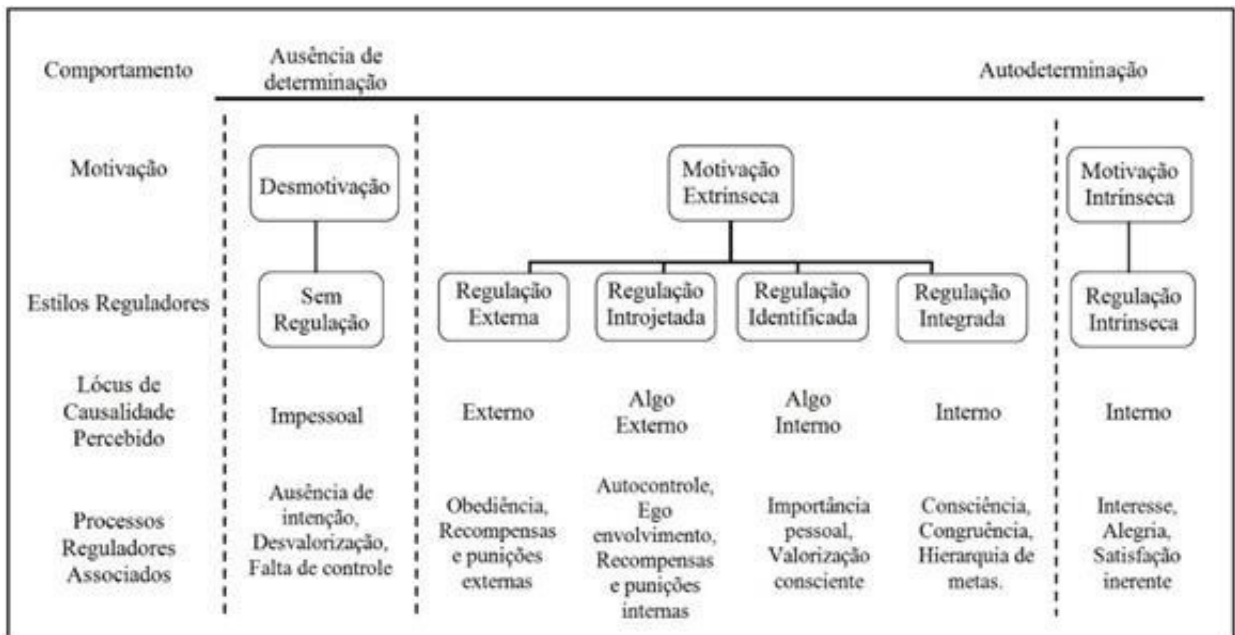 Comportamento
Ausência de
determinação
Autodeterminação
Motivação
Desmotivação
Motivação
Extrínseca
Motivação
Intrínseca
Estilos Reguladores
Sem
Regulação
Regulação
Externa
Regulação
Introjetada
Regulação
Identificada
Regulação
Integrada
Regulação
Intrínseca
Lócus de
Causalidade
Percebido
Impessoal
Externo
Algo
Externo
Algo
Interno
Interno
Interno
Processos
Reguladores
Associados
Ausência de
intenção,
Desvalorização,
Falta de controle
Obediência,
Recompensas
e punições
externas
Autocontrole,
Ego
envolvimento,
Recompensas
e punições
internas
Importância
pessoal,
Valorização
consciente
Consciência,
Congruência,
Hierarquia de
metas.
Interesse,
Alegria,
Satisfação
inerente